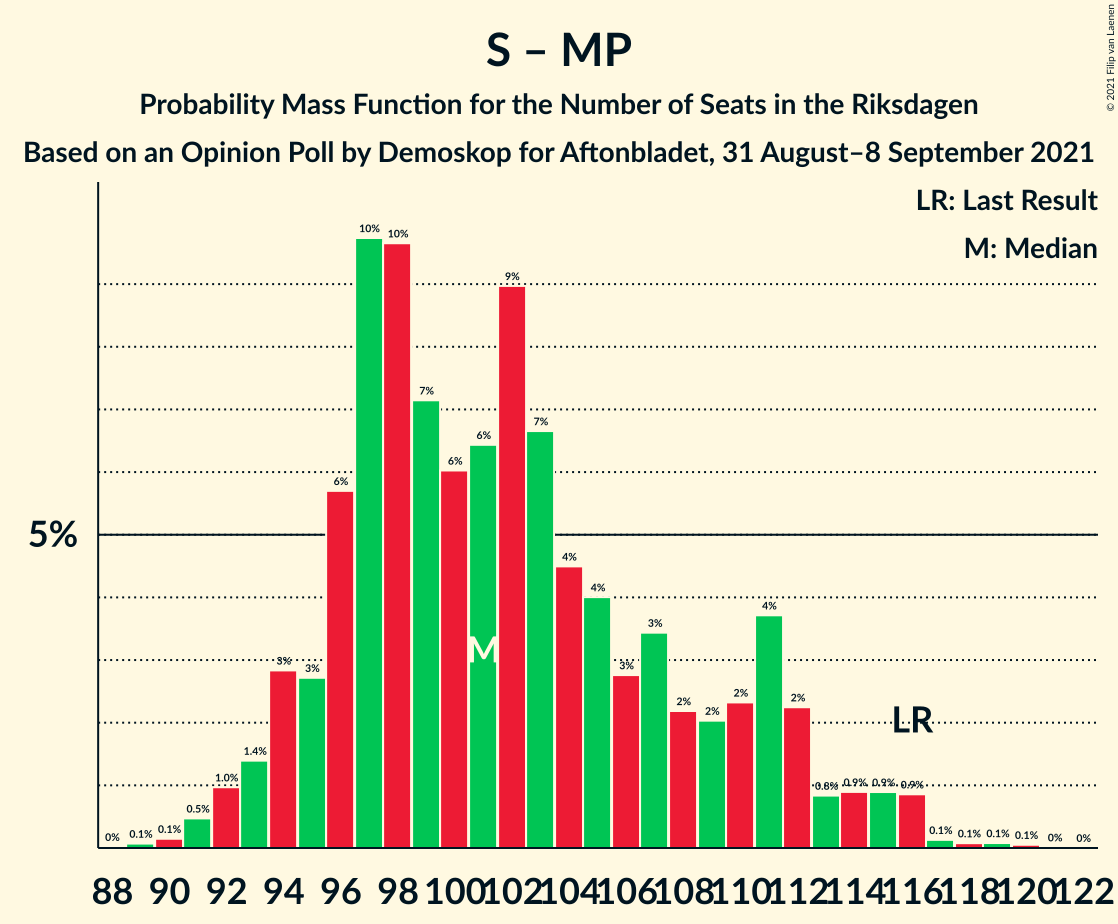 S – MP
Probability Mass Function for the Number of Seats in the Riksdagen
Based on an Opinion Poll by Demoskop for Aftonbladet, 31 August–8 September 2021
© 2021 Filip van Laenen
LR: Last Result
M: Median
5%
0% 0.1% 0.1% 0.5% 1.0% 1.4% 3% 3% 6% 10% 10% 7% 6% 6% 9% 7% 4% 4% 3% 3% 2% 2% 2% 4% 2% 0.8% 0.9% 0.9% 0.9% 0.1% 0.1% 0.1% 0.1% 0% 0%
M
LR
88 90 92 94 96 98 100 102 104 106 108 110 112 114 116 118 120 122